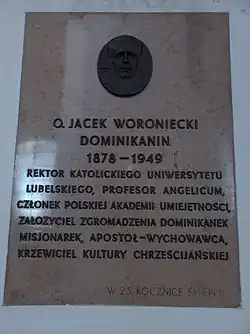 O. JACEK WORONIECKI
DOMINIKANIN
1878-1949
REKTOR KATOLICKIEGO UNIWERSYTETU
LUBELSKIEGO, PROFESOR ANGELICUM,
CZŁONEK POLSKIEJ AKADEMII UMIEJĘTNOŚCI,
ZAŁOŻYCIEL ZGROMADZENIA DOMINIKANEK
MISJONAREK, APOSTOŁ-WYCHOWAWCA,
KRZEWICIEL KULTURY CHRZEŚCIJAŃSKIEJ
W 25 ROCZNICĘ ŚMIERCI